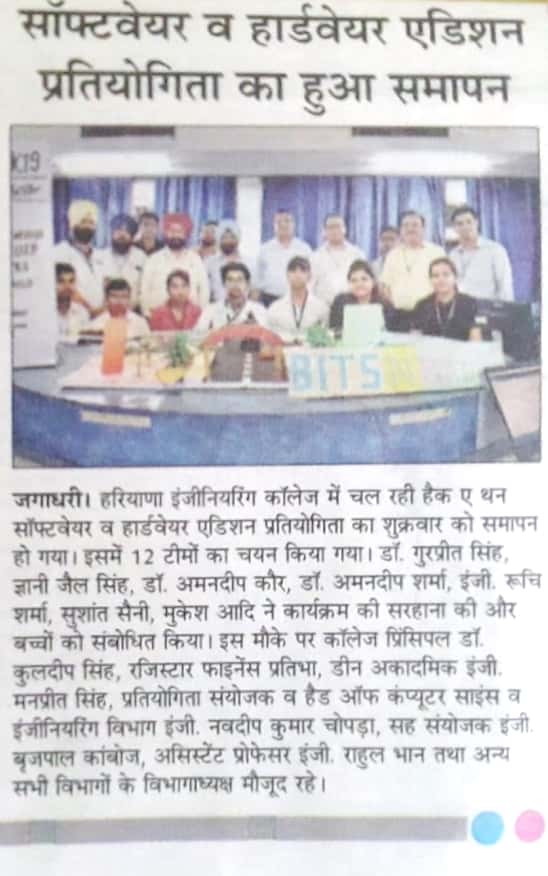 सॉफ्टवेयर व हार्डवेयर एडिशन
प्रतियोगिता का हुआ समापन
K19
BITS
जगाधरी। हरियाणा इंजीनियरिंग कॉलेज में चल रही हैक ए थन
सॉफ्टवेयर व हार्डवेयर एडिशन प्रतियोगिता का शुक्रवार को समापन
हो गया। इसमें 12 टीमों का चयन किया गया। डॉ. गुरप्रीत सिंह,
ज्ञानी जैल सिंह, डॉ. अमनदीप कौर, डॉ. अमनदीप शर्मा, इंजी. रूचि
शर्मा, सुशांत सैनी, मुकेश आदि ने कार्यक्रम की सरहाना की और
बच्चों को संबोधित किया। इस मौके पर कॉलेज प्रिंसिपल डॉ.
कुलदीप सिंह, रजिस्टार फाइनेंस प्रतिभा, डीन अकादमिक इंजी.
मनप्रीत सिंह, प्रतियोगिता संयोजक व हैड ऑफ कंप्यूटर साइंस व
इंजीनियरिंग विभाग इंजी. नवदीप कुमार चोपड़ा, सह संयोजक इंजी.
बृजपाल कांबोज, असिस्टेंट प्रोफेसर इंजी. राहुल भान तथा अन्य
सभी विभागों के विभागाध्यक्ष मौजूद रहे।